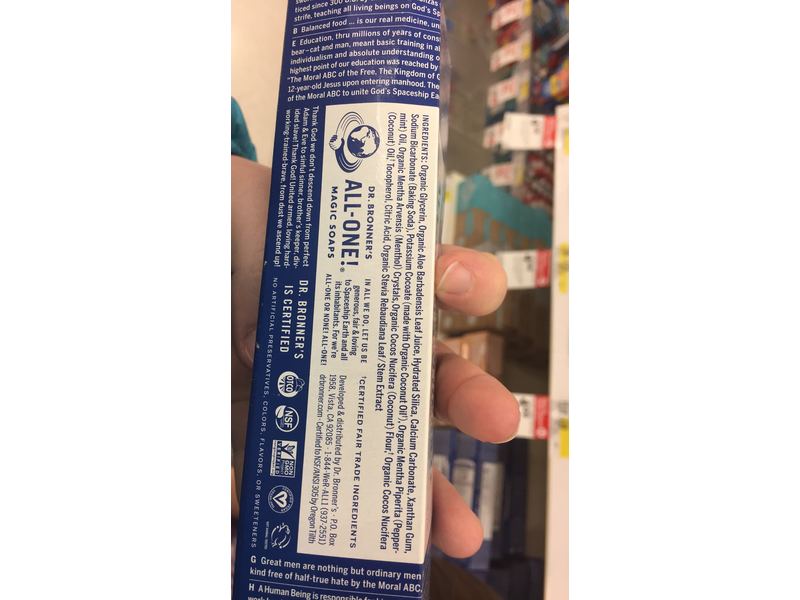 ticed since 300
strife, teaching all living beings on God's
B Balanced food ... is our real medicine,
E Education, thru millions of years of
bear–cat and man, meant basic training in
individualism and absolute understanding
highest point of our education was reached by
"The Moral ABC of the Free, The Kingdom of
12-year-old Jesus upon entering manhood. The
of the Moral ABC to unite God's Spaceship
INGREDIENTS: Organic Glycerin, Organic Aloe Barbadensis Leaf Juice, Hydrated Silica, Calcium Carbonate, Xanthan Gum,
Sodium Bicarbonate (Baking Soda), Potassium Cocoate (made with Organic Coconut Oil†), Organic Mentha Piperita (Pepper-
mint) Oil, Organic Mentha Arvensis (Menthol) Crystals, Organic Cocos Nucifera (Coconut) Flour,† Organic Cocos Nucifera
(Coconut) Oil,† Tocopherol, Citric Acid, Organic Stevia Rebaudiana Leaf/Stem Extract
DR. BRONNER'S
ALL-ONE!®
MAGIC SOAPS
IN ALL WE DO, LET US BE
generous, fair & loving
to Spaceship Earth and all
its inhabitants. For we're
ALL-ONE OR NONE! ALL-ONE!
†CERTIFIED FAIR TRADE INGREDIENTS
Developed & distributed by Dr. Bronner's · P.O. Box
1958, Vista, CA 92085 · 1-844-WeR-ALL1 (937-2551)
drbronner.com · Certified to NSF/ANSI 305 by Oregon Tilth
Thank God we don't descend down from perfect
Adam & Eve to sinful sinner, brother's keeper, div-
ided slave! Thank God! United armed, loving hard-
working-trained-brave, from dust we ascend up!
DR. BRONNER'S
IS CERTIFIED
OTCO
NSF
NON
GMO
VERIFIED
NO ARTIFICIAL PRESERVATIVES, COLORS, FLAVORS, OR SWEETENERS
G Great men are nothing but ordinary men
kind free of half-true hate by the Moral ABC,
H A Human Being is responsible